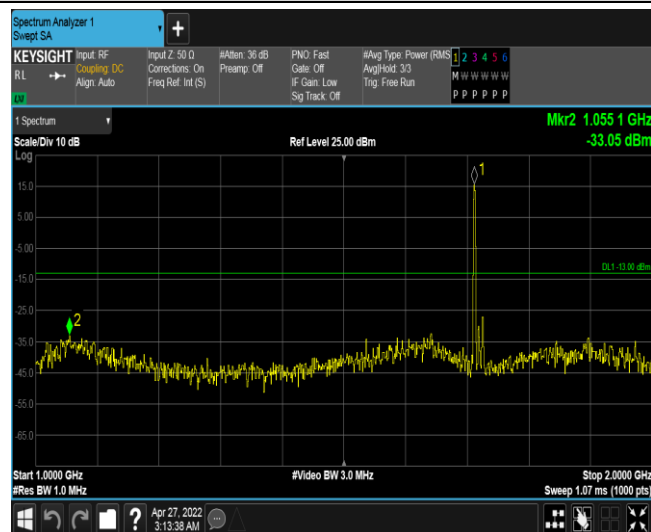 Spectrum Analyzer 1
Swept SA
+
KEYSIGHT Input: RF Input Z: 50 Ω #Atten: 36 dB PNO: Fast #Avg Type: Power (RMS 1 2 3 4 5 6
RL Coupling: DC Corrections: On Preamp: Off Gate: Off Avg|Hold: 3/3 M W W W W W
Align: Auto Freq Ref: Int (S) IF Gain: Low Trig: Free Run P P P P P P
Sig Track: Off
1 Spectrum Mkr2 1.055 1 GHz
Scale/Div 10 dB Ref Level 25.00 dBm -33.05 dBm
Log
1
15.0
5.00
-5.00
DL1 -13.00 dBm
-15.0
-25.0
2
-35.0
-45.0
-55.0
-65.0
Start 1.0000 GHz #Video BW 3.0 MHz Stop 2.0000 GHz
#Res BW 1.0 MHz Sweep 1.07 ms (1000 pts)
? Apr 27, 2022
3:13:38 AM